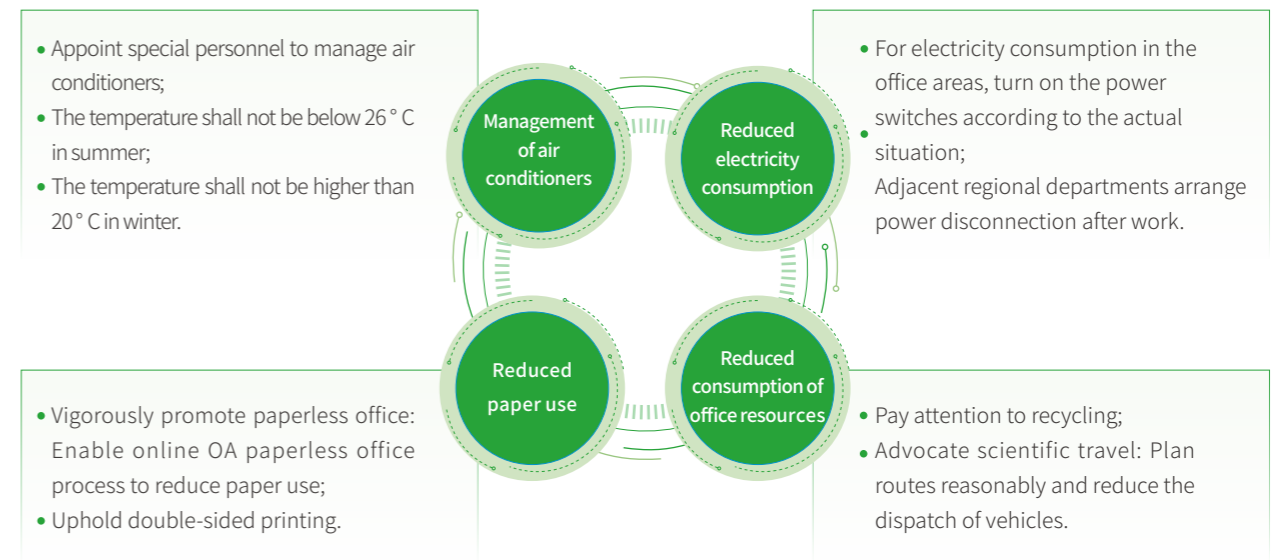 • Appoint special personnel to manage air
conditioners;
• The temperature shall not be below 26° C
in summer;
• The temperature shall not be higher than
20° C in winter.
Management
of air
conditioners
Reduced
electricity
consumption
• For electricity consumption in the
office areas, turn on the power
switches according to the actual
• situation;
Adjacent regional departments arrange
power disconnection after work.
• Vigorously promote paperless office:
Enable online OA paperless office
process to reduce paper use;
• Uphold double-sided printing.
Reduced
paper use
Reduced
consumption of
office resources
• Pay attention to recycling;
• Advocate scientific travel: Plan
routes reasonably and reduce the
dispatch of vehicles.